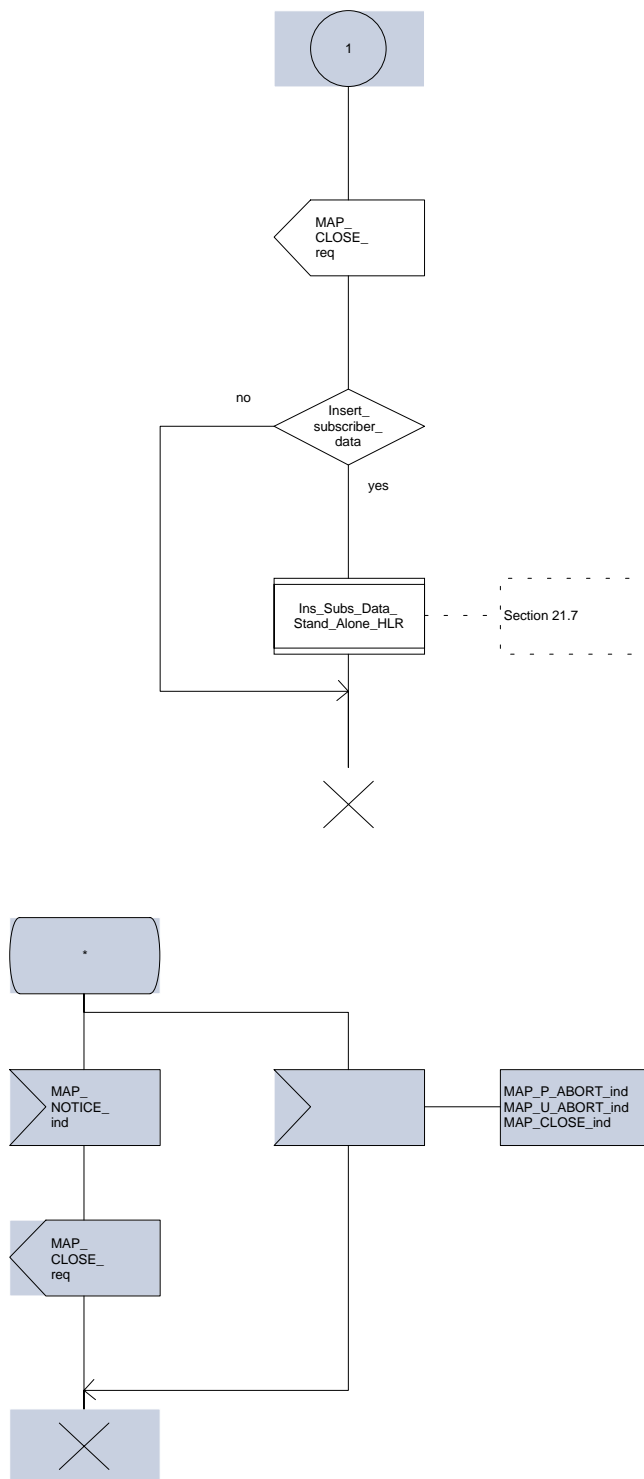 1
MAP_
CLOSE_
req
no
Insert_
subscriber_
data
yes
Ins_Subs_Data_
Stand_Alone_HLR
Section 21.7
*
MAP_
NOTICE_
ind
MAP_P_ABORT_ind
MAP_U_ABORT_ind
MAP_CLOSE_ind
MAP_
CLOSE_
req